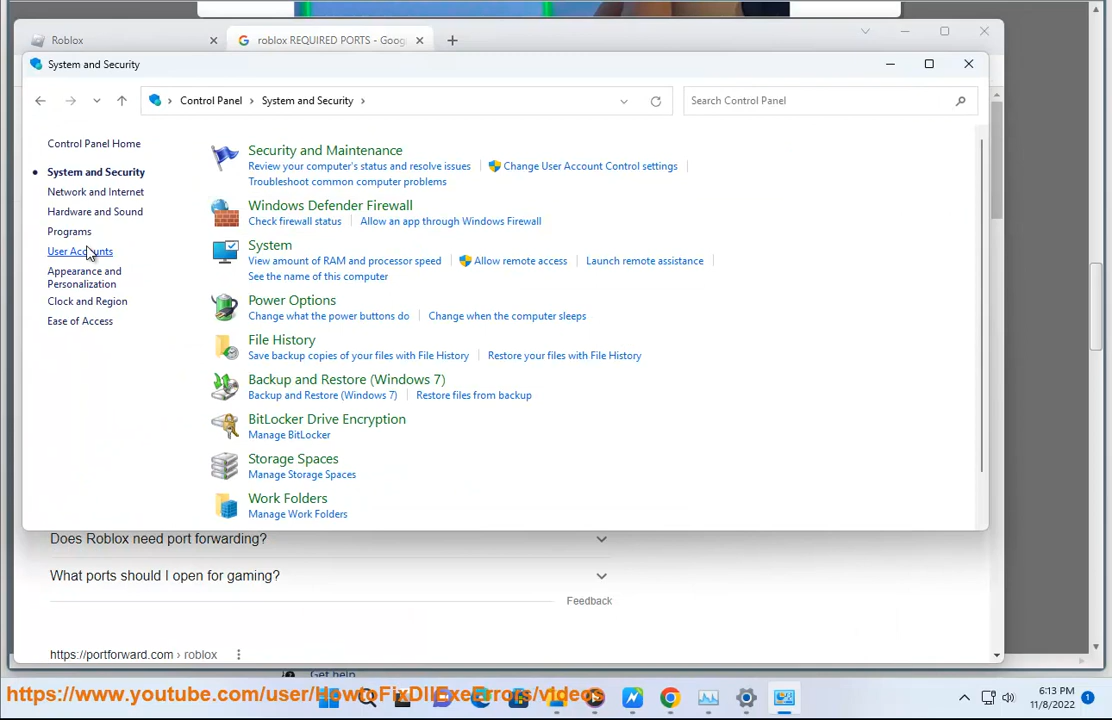 Roblox
roblox REQUIRED PORTS - Goog
System and Security
Control Panel > System and Security >
Search Control Panel
Control Panel Home
System and Security
Network and Internet
Hardware and Sound
Programs
User Accounts
Appearance and
Personalization
Clock and Region
Ease of Access
Security and Maintenance
Review your computer's status and resolve issues
Change User Account Control settings
Troubleshoot common computer problems
Windows Defender Firewall
Check firewall status
Allow an app through Windows Firewall
System
View amount of RAM and processor speed
Allow remote access
Launch remote assistance
See the name of this computer
Power Options
Change what the power buttons do
Change when the computer sleeps
File History
Save backup copies of your files with File History
Restore your files with File History
Backup and Restore (Windows 7)
Backup and Restore (Windows 7)
Restore files from backup
BitLocker Drive Encryption
Manage BitLocker
Storage Spaces
Manage Storage Spaces
Work Folders
Manage Work Folders
Does Roblox need port forwarding?
What ports should I open for gaming?
Feedback
https://portforward.com › roblox
Get help
https://www.youtube.com/user/HowtoFixDllExeErrors/videos
6:13 PM
11/8/2022
1